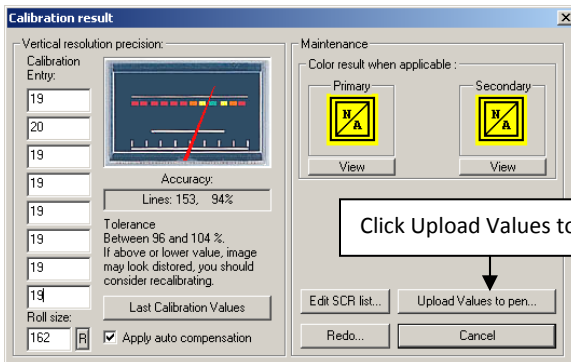 Calibration result
Vertical resolution precision:
Calibration
Entry:
19
20
19
19
19
19
19
19
Roll size:
162 R
Accuracy:
Lines: 153, 94%
Tolerance
Between 96 and 104 %.
If above or lower value, image
may look distored, you should
consider recalibrating.
Last Calibration Values
Apply auto compensation
Maintenance
Color result when applicable :
Primary
N/A
View
Secondary
N/A
View
Click Upload Values to
Edit SCR list...
Upload Values to pen...
Redo...
Cancel